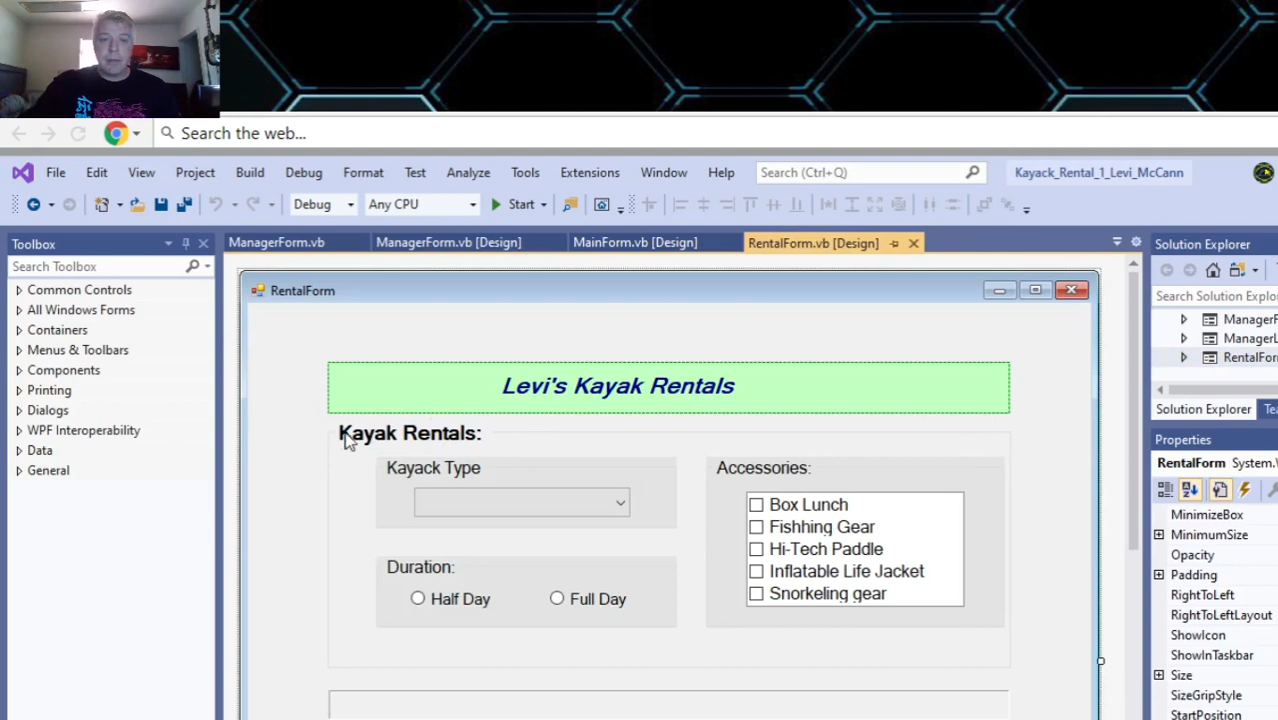 Search the web...
File Edit View Project Build Debug Format Test Analyze Tools Extensions Window Help Search (Ctrl+Q) Kayack_Rental_1_Levi_McCann
Debug Any CPU Start
Toolbox ManagerForm.vb ManagerForm.vb [Design] MainForm.vb [Design] RentalForm.vb [Design] Solution Explorer
Search Toolbox
Common Controls
All Windows Forms
Containers
Menus & Toolbars
Components
Printing
Dialogs
WPF Interoperability
Data
General
RentalForm
Levi's Kayak Rentals
Kayak Rentals:
Kayack Type
Duration:
Half Day Full Day
Accessories:
Box Lunch
Fishhing Gear
Hi-Tech Paddle
Inflatable Life Jacket
Snorkeling gear
Search Solution Explo
ManagerF
ManagerL
RentalFor
Solution Explorer Tea
Properties
RentalForm System.W
MinimizeBox
MinimumSize
Opacity
Padding
RightToLeft
RightToLeftLayout
ShowIcon
ShowInTaskbar
Size
SizeGripStyle
StartPosition